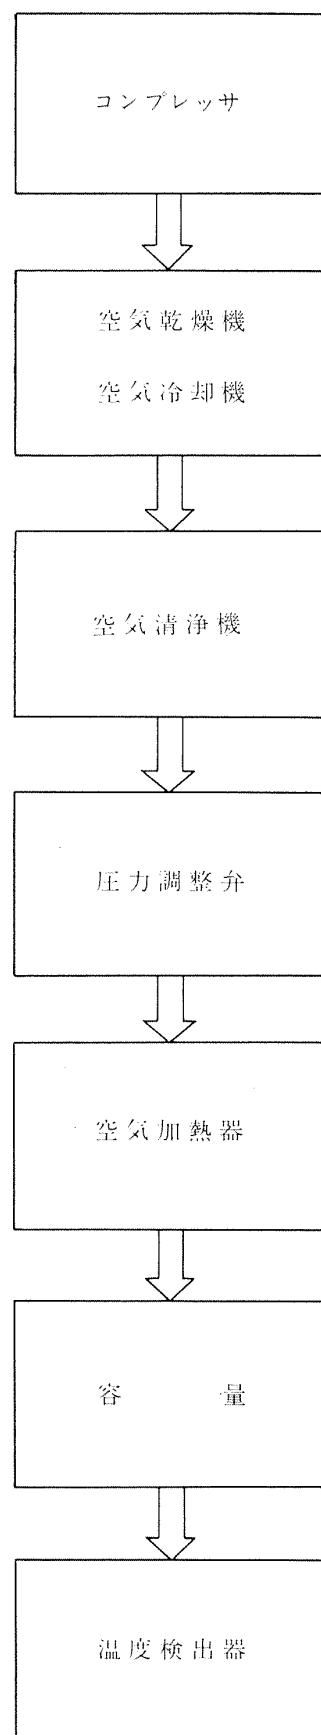 コンプレッサ
空気乾燥機
空気冷却機
空気清浄機
圧力調整弁
空気加熱器
容量
温度検出器